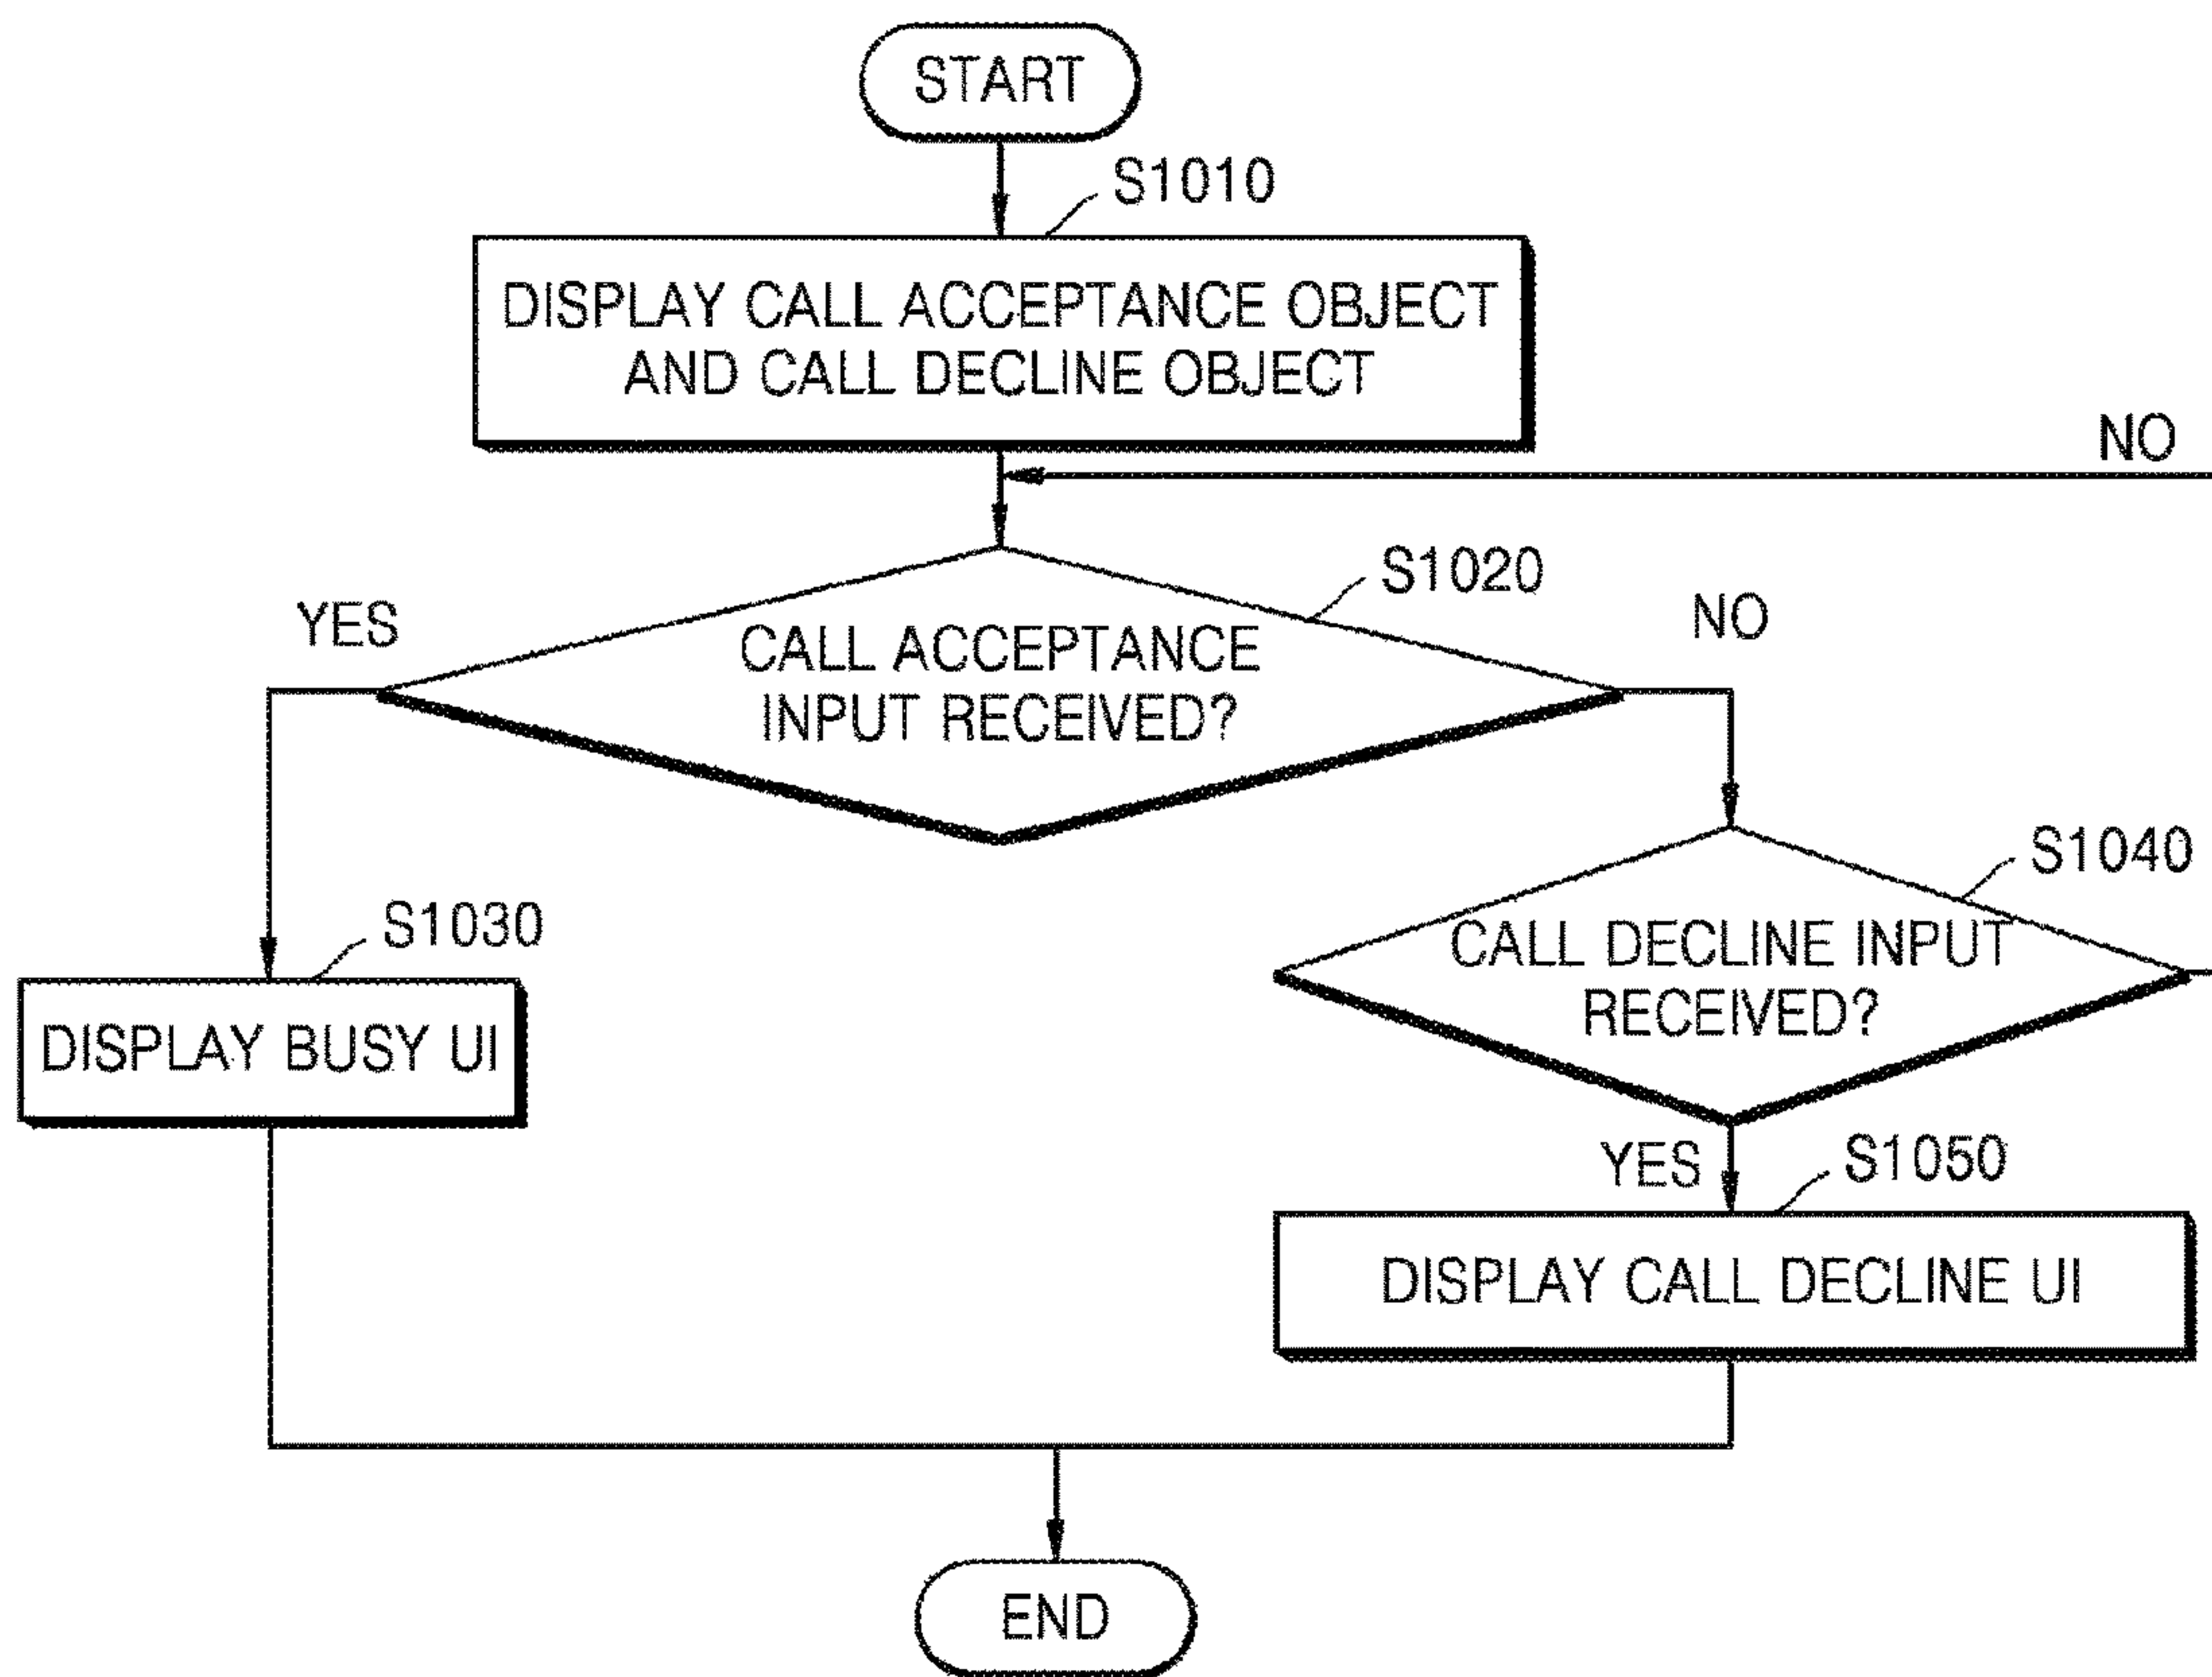 START
S1010
DISPLAY CALL ACCEPTANCE OBJECT
AND CALL DECLINE OBJECT
NO
S1020
YES
NO
CALL ACCEPTANCE
INPUT RECEIVED?
S1040
S1030
CALL DECLINE INPUT
RECEIVED?
DISPLAY BUSY UI
YES
S1050
DISPLAY CALL DECLINE UI
END